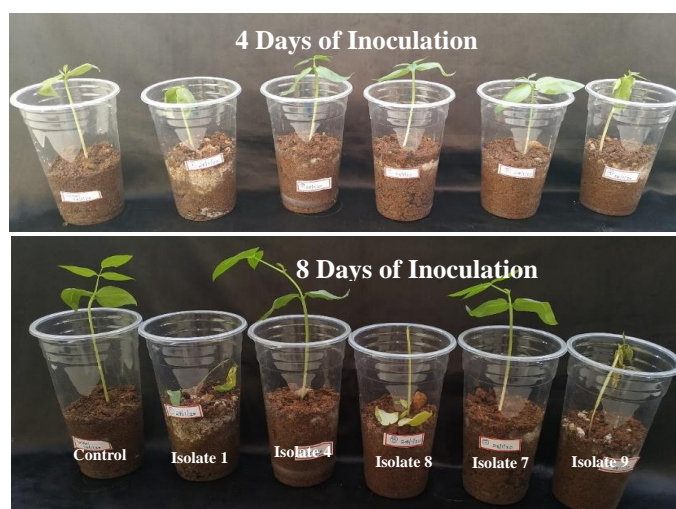 4 Days of Inoculation
8 Days of Inoculation
Control
Isolate 1
Isolate 4
Isolate 8
Isolate 7
Isolate 9